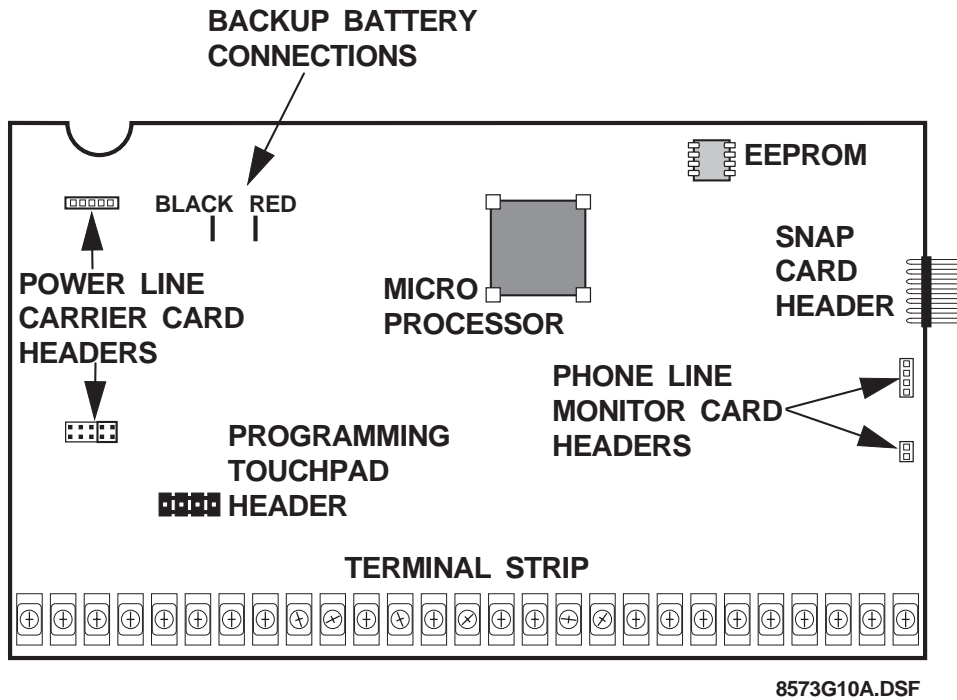 BACKUP BATTERY
CONNECTIONS
EEPROM
BLACK RED
SNAP
CARD
HEADER
POWER LINE
CARRIER CARD
HEADERS
MICRO
PROCESSOR
PHONE LINE
MONITOR CARD
HEADERS
PROGRAMMING
TOUCHPAD
HEADER
TERMINAL STRIP
8573G10A.DSF